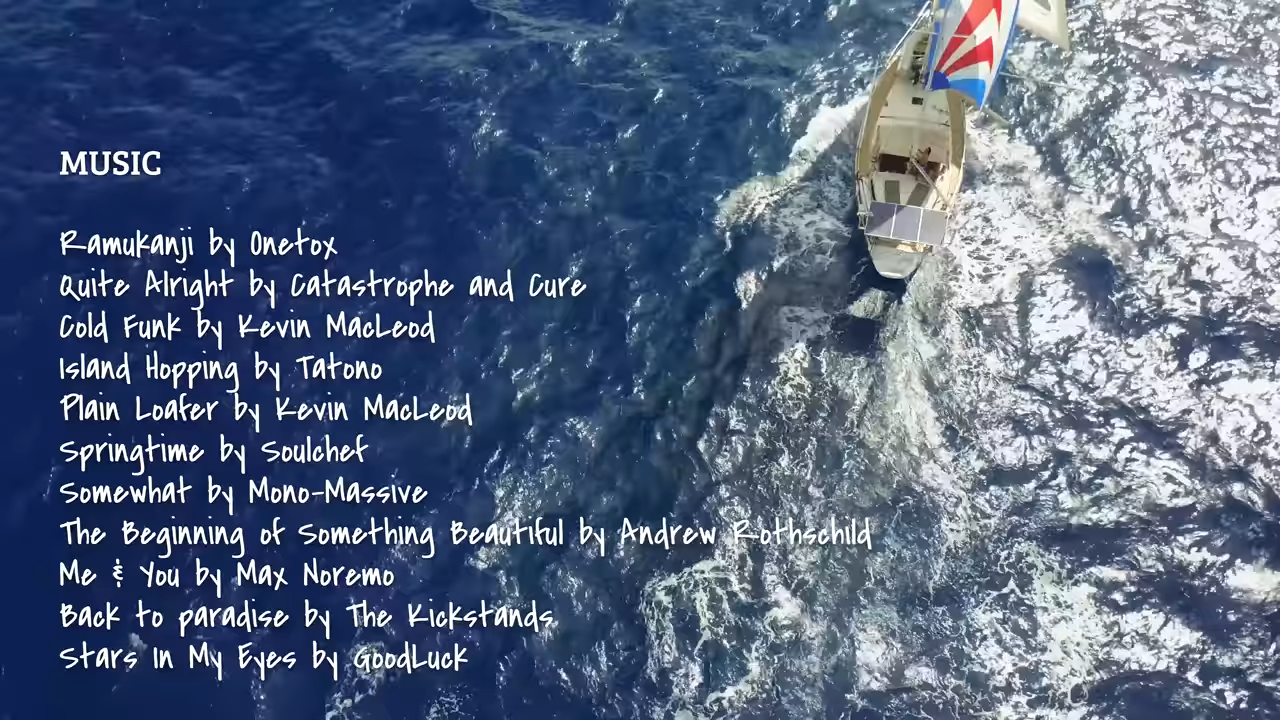 MUSIC
Ramukanji by Onetox
Quite Alright by Catastrophe and Cure
Cold Funk by Kevin MacLeod
Island Hopping by Tatono
Plain Loafer by Kevin MacLeod
Springtime by Soulchef
Somewhat by Mono-Massive
The Beginning of Something Beautiful by Andrew Rothschild
Me & You by Max Noremo
Back to paradise by The Kickstands
Stars In My Eyes by GoodLuck